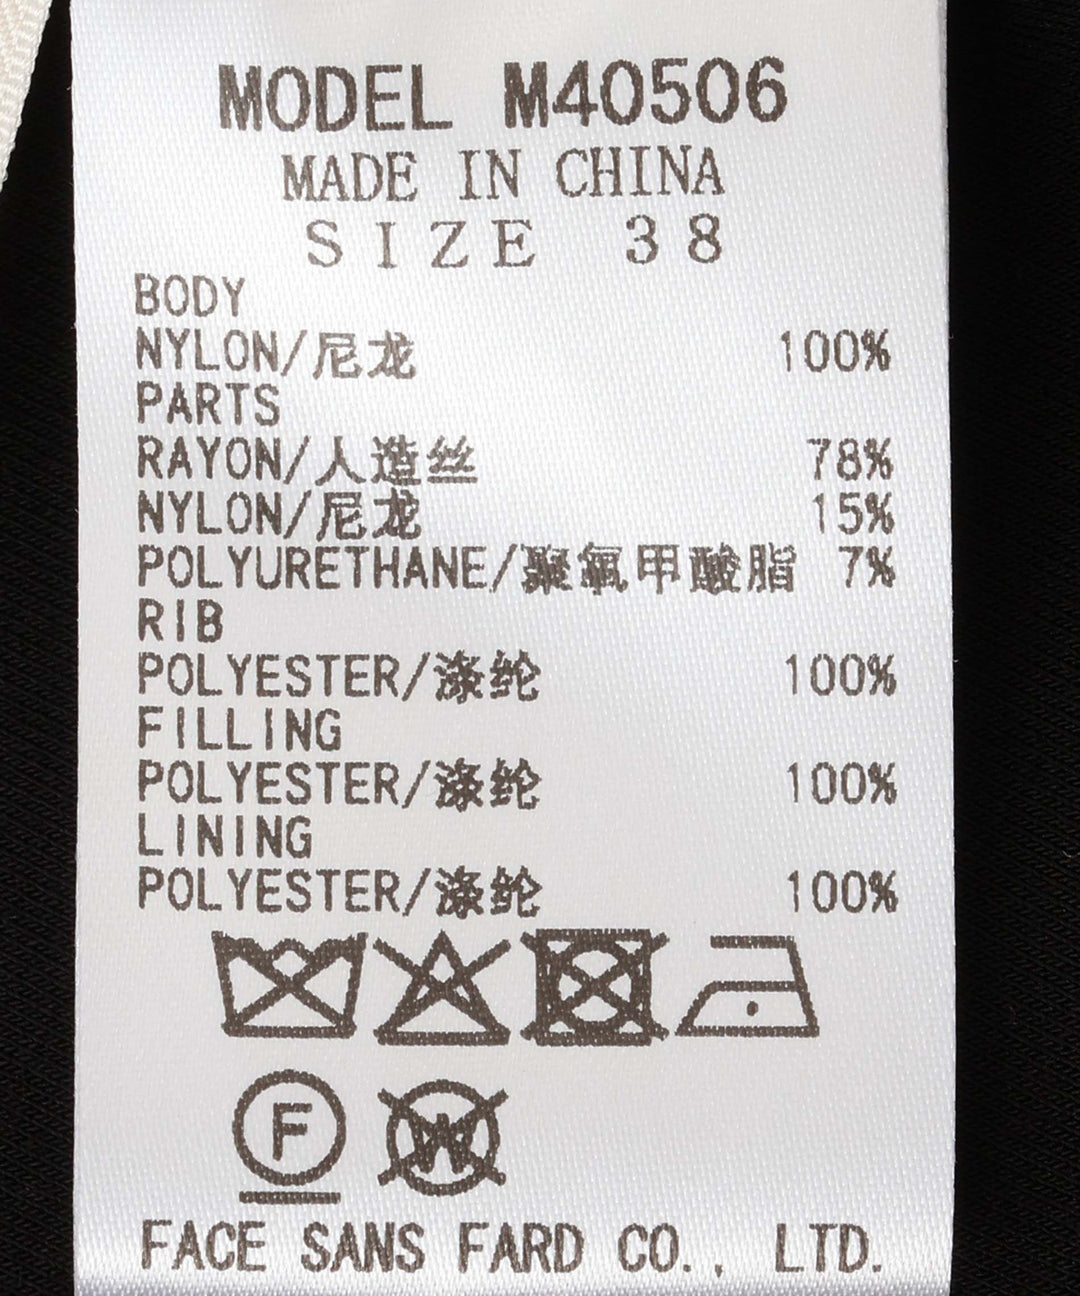 MODEL M40506
MADE IN CHINA
SIZE 38
BODY
NYLON/尼龙 100%
PARTS
RAYON/人造丝 78%
NYLON/尼龙 15%
POLYURETHANE/聚氨甲酸脂 7%
RIB
POLYESTER/涤纶 100%
FILLING
POLYESTER/涤纶 100%
LINING
POLYESTER/涤纶 100%
F W
FACE SANS FARD CO., LTD.